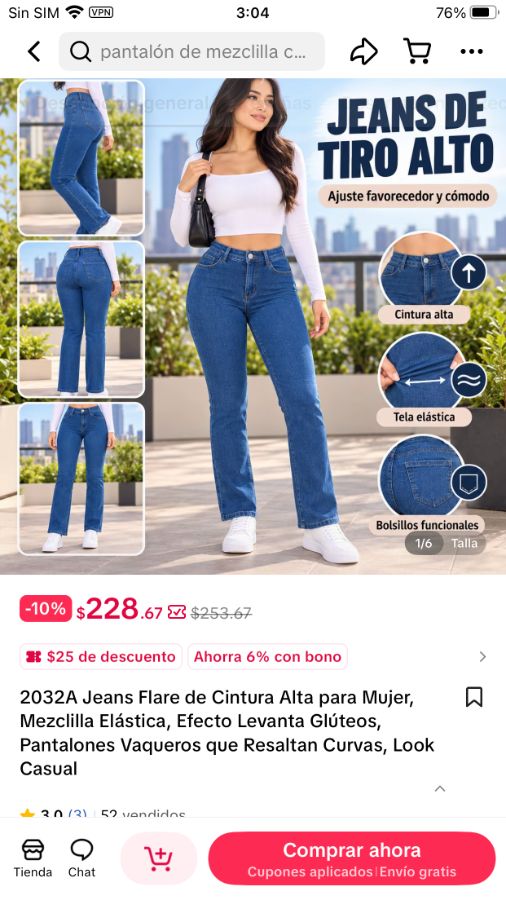 Sin SIM VPN 3:04 76%
pantalón de mezclilla c...
JEANS DE
TIRO ALTO
Ajuste favorecedor y cómodo
Cintura alta
Tela elástica
Bolsillos funcionales
1/6 Talla
-10% $228.67 $253.67
$25 de descuento Ahorra 6% con bono
2032A Jeans Flare de Cintura Alta para Mujer,
Mezclilla Elástica, Efecto Levanta Glúteos,
Pantalones Vaqueros que Resaltan Curvas, Look
Casual
3.0 (3) 52 vendidos
Tienda
Chat
Comprar ahora
Cupones aplicados | Envío gratis